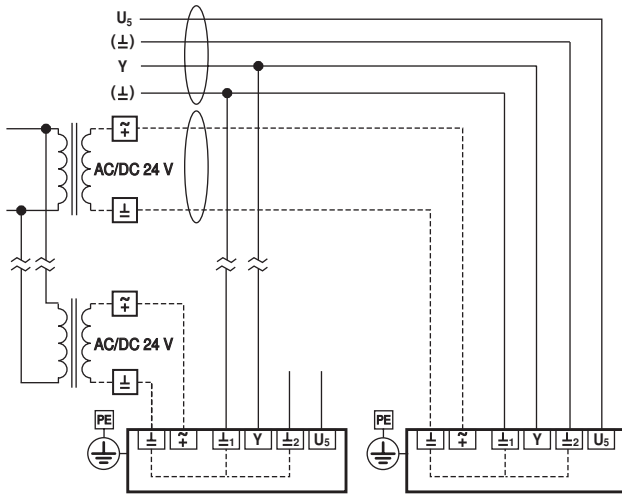 U₅
(⊥)
Y
(⊥)
~
+
AC/DC 24 V
⊥
~
+
AC/DC 24 V
⊥
PE ⊥ ~+ ⊥1 Y ⊥2 U₅
PE ⊥ ~+ ⊥1 Y ⊥2 U₅